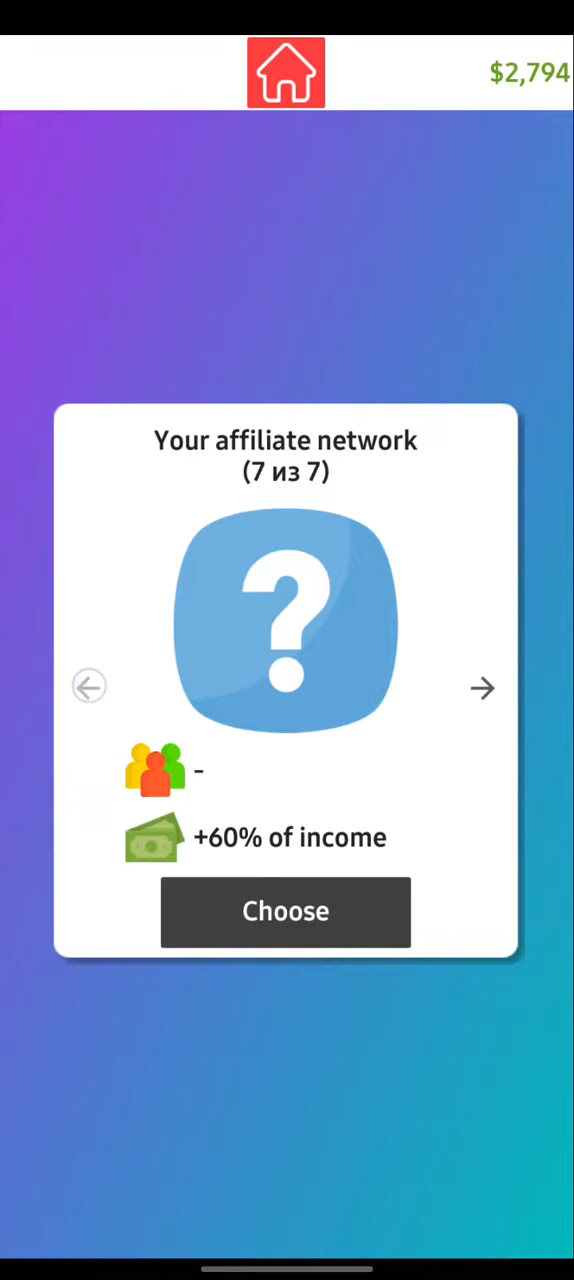 $2,794
Your affiliate network
(7 из 7)
?
-
+60% of income
Choose